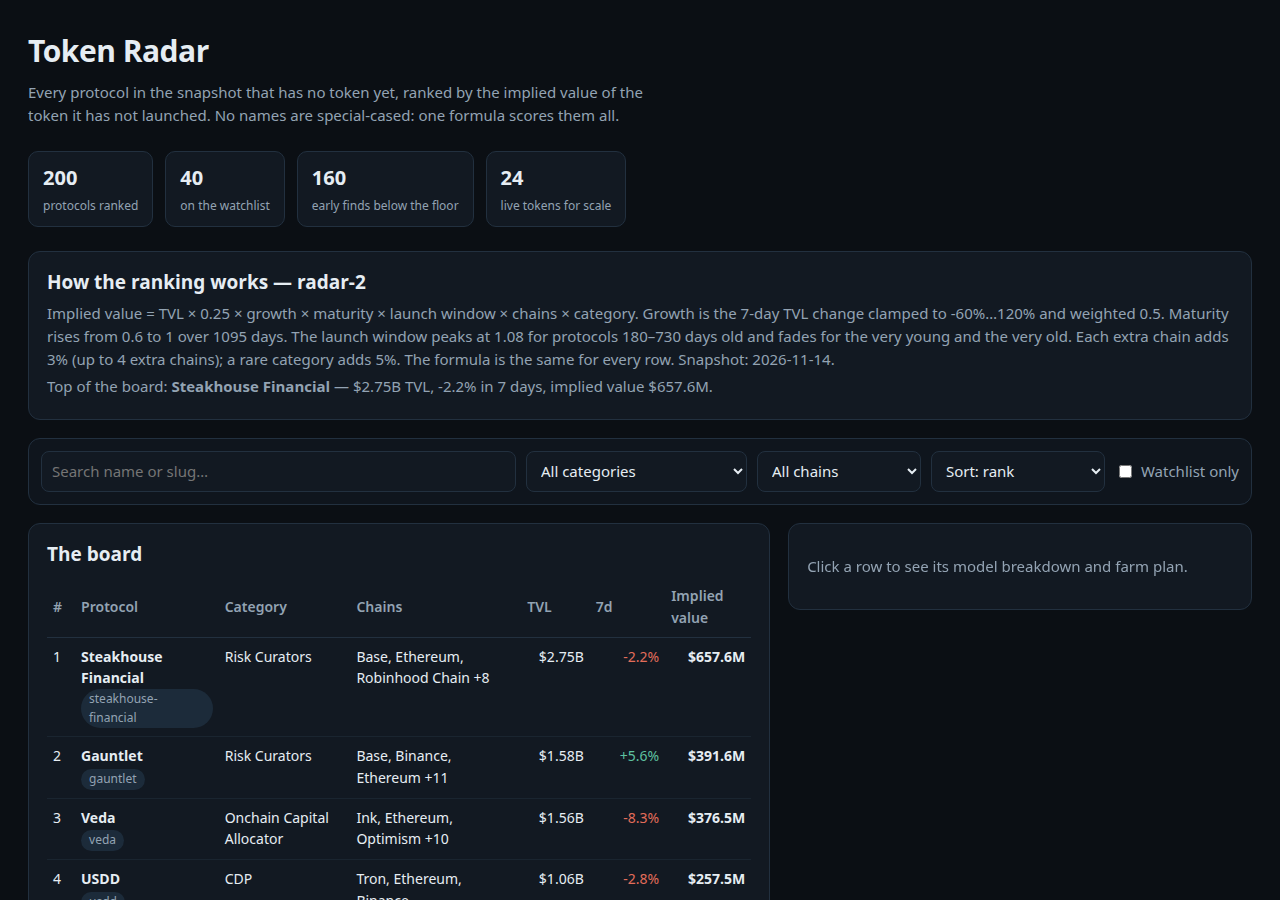 Token Radar
Every protocol in the snapshot that has no token yet, ranked by the implied value of the
token it has not launched. No names are special-cased: one formula scores them all.
200
protocols ranked
40
on the watchlist
160
early finds below the floor
24
live tokens for scale
How the ranking works — radar-2
Implied value = TVL × 0.25 × growth × maturity × launch window × chains × category. Growth is the 7-day TVL change clamped to -60%…120% and weighted 0.5. Maturity
rises from 0.6 to 1 over 1095 days. The launch window peaks at 1.08 for protocols 180–730 days old and fades for the very young and the very old. Each extra chain adds
3% (up to 4 extra chains); a rare category adds 5%. The formula is the same for every row. Snapshot: 2026-11-14.
Top of the board: Steakhouse Financial — $2.75B TVL, -2.2% in 7 days, implied value $657.6M.
Search name or slug…
All categories
All chains
Sort: rank
Watchlist only
The board
# Protocol Category Chains TVL 7d Implied
value
1 Steakhouse Risk Curators Base, Ethereum, $2.75B -2.2% $657.6M
Financial Robinhood Chain +8
steakhouse-
financial
2 Gauntlet Risk Curators Base, Binance, $1.58B +5.6% $391.6M
gauntlet Ethereum +11
3 Veda Onchain Capital Ink, Ethereum, $1.56B -8.3% $376.5M
veda Allocator Optimism +10
4 USDD CDP Tron, Ethereum, $1.06B -2.8% $257.5M
Click a row to see its model breakdown and farm plan.